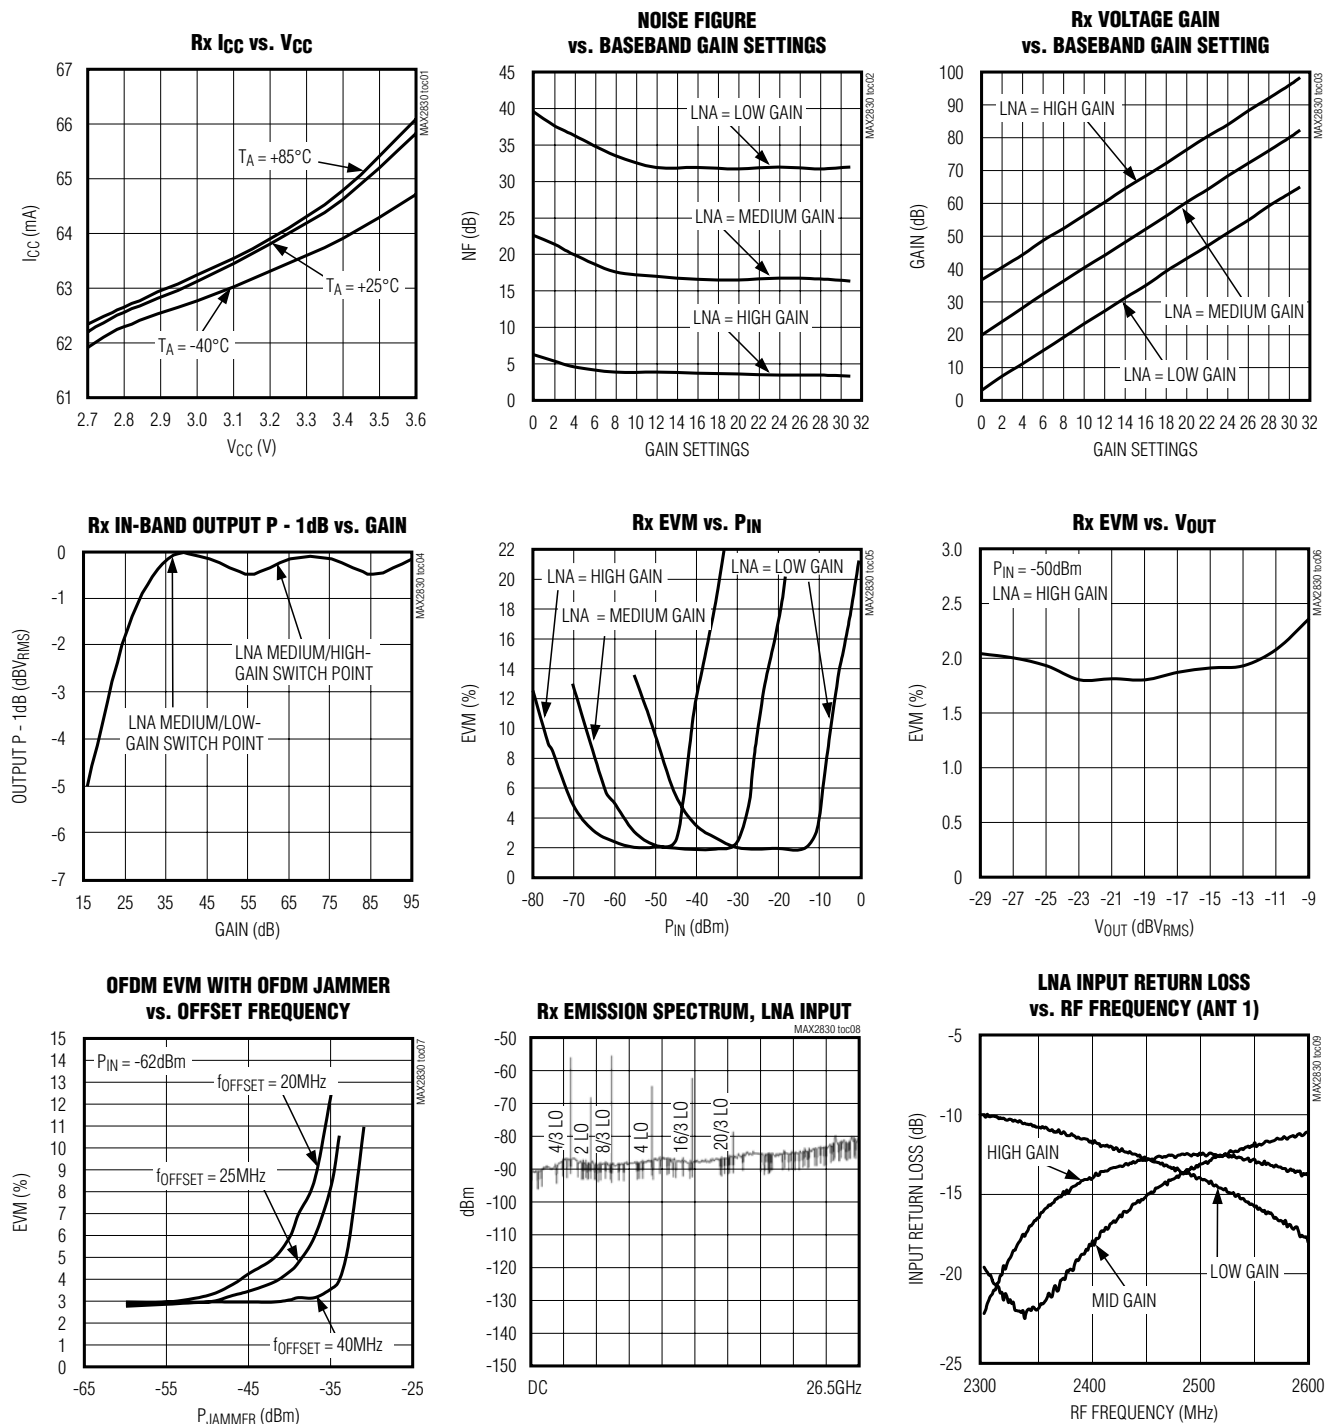 Rx ICC vs. VCC
MAX2830 toc01
67
66
65
64
63
62
61
ICC (mA)
TA = +85°C
TA = +25°C
TA = -40°C
2.7 2.8 2.9 3.0 3.1 3.2 3.3 3.4 3.5 3.6
VCC (V)
NOISE FIGURE
vs. BASEBAND GAIN SETTINGS
MAX2830 toc02
45
40
35
30
25
20
15
10
5
0
NF (dB)
LNA = LOW GAIN
LNA = MEDIUM GAIN
LNA = HIGH GAIN
0 2 4 6 8 10 12 14 16 18 20 22 24 26 28 30 32
GAIN SETTINGS
Rx VOLTAGE GAIN
vs. BASEBAND GAIN SETTING
MAX2830 toc03
100
90
80
70
60
50
40
30
20
10
0
GAIN (dB)
LNA = HIGH GAIN
LNA = MEDIUM GAIN
LNA = LOW GAIN
0 2 4 6 8 10 12 14 16 18 20 22 24 26 28 30 32
GAIN SETTINGS
Rx IN-BAND OUTPUT P - 1dB vs. GAIN
MAX2830 toc04
0
-1
-2
-3
-4
-5
-6
-7
OUTPUT P - 1dB (dBVRMS)
LNA MEDIUM/HIGH-
GAIN SWITCH POINT
LNA MEDIUM/LOW-
GAIN SWITCH POINT
15 25 35 45 55 65 75 85 95
GAIN (dB)
Rx EVM vs. PIN
MAX2830 toc05
22
20
18
16
14
12
10
8
6
4
2
0
EVM (%)
LNA = HIGH GAIN
LNA = LOW GAIN
LNA = MEDIUM GAIN
-80 -70 -60 -50 -40 -30 -20 -10 0
PIN (dBm)
Rx EVM vs. VOUT
MAX2830 toc06
3.0
2.5
2.0
1.5
1.0
0.5
0
EVM (%)
PIN = -50dBm
LNA = HIGH GAIN
-29 -27 -25 -23 -21 -19 -17 -15 -13 -11 -9
VOUT (dBVRMS)
OFDM EVM WITH OFDM JAMMER
vs. OFFSET FREQUENCY
MAX2830 toc07
15
14
13
12
11
10
9
8
7
6
5
4
3
2
1
0
EVM (%)
PIN = -62dBm
fOFFSET = 20MHz
fOFFSET = 25MHz
fOFFSET = 40MHz
-65 -55 -45 -35 -25
PJAMMER (dBm)
Rx EMISSION SPECTRUM, LNA INPUT
MAX2830 toc08
-50
-60
-70
-80
-90
-100
-110
-120
-130
-140
-150
dBm
4/3 LO
2 LO
8/3 LO
4 LO
16/3 LO
20/3 LO
DC 26.5GHz
LNA INPUT RETURN LOSS
vs. RF FREQUENCY (ANT 1)
MAX2830 toc09
-5
-10
-15
-20
-25
INPUT RETURN LOSS (dB)
HIGH GAIN
LOW GAIN
MID GAIN
2300 2400 2500 2600
RF FREQUENCY (MHz)